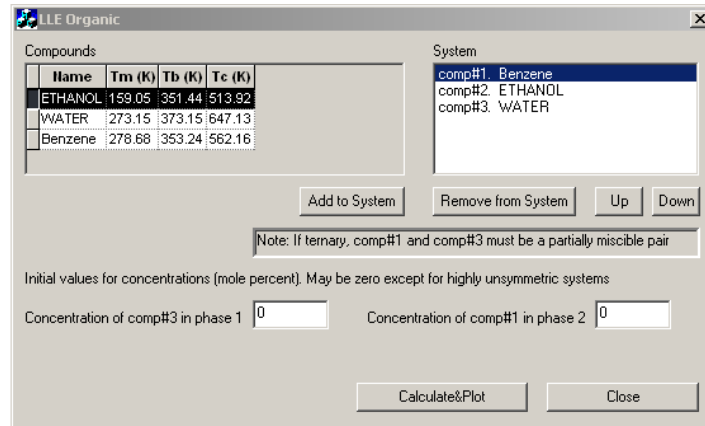 LLE Organic
Compounds
System
Name Tm (K) Tb (K) Tc (K)
ETHANOL 159.05 351.44 513.92
WATER 273.15 373.15 647.13
Benzene 278.68 353.24 562.16
comp#1. Benzene
comp#2. ETHANOL
comp#3. WATER
Add to System
Remove from System
Up
Down
Note: If ternary, comp#1 and comp#3 must be a partially miscible pair
Initial values for concentrations (mole percent). May be zero except for highly unsymmetric systems
Concentration of comp#3 in phase 1 0
Concentration of comp#1 in phase 2 0
Calculate&Plot
Close